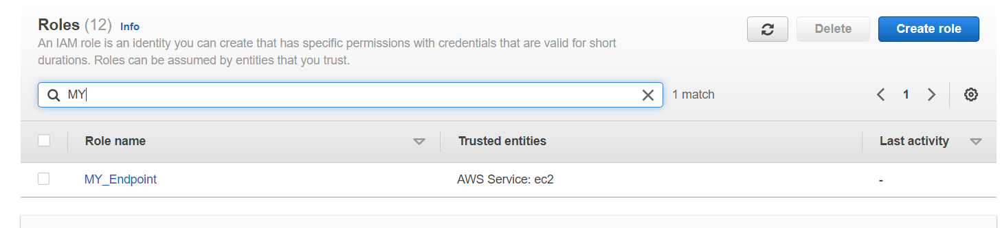 Roles (12) Info
An IAM role is an identity you can create that has specific permissions with credentials that are valid for short
durations. Roles can be assumed by entities that you trust.
Delete
Create role
MY
1 match
1
Role name
Trusted entities
Last activity
MY_Endpoint
AWS Service: ec2
-